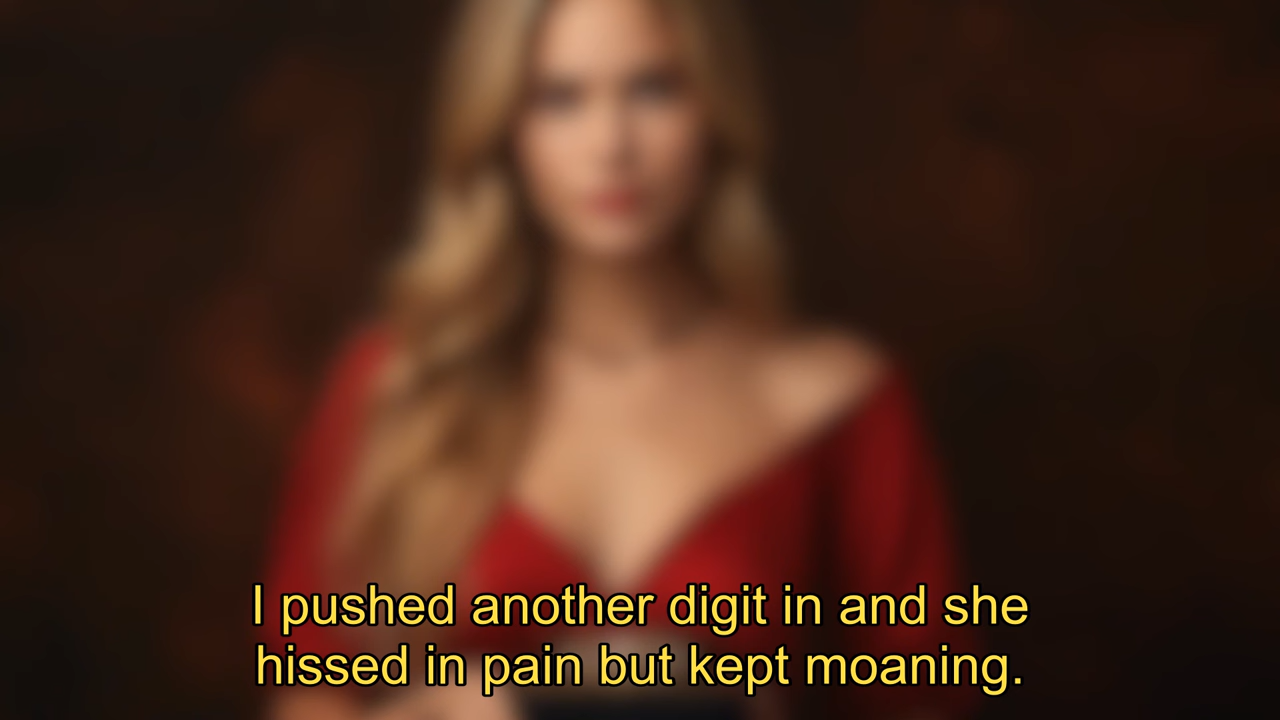 I pushed another digit in and she
hissed in pain but kept moaning.